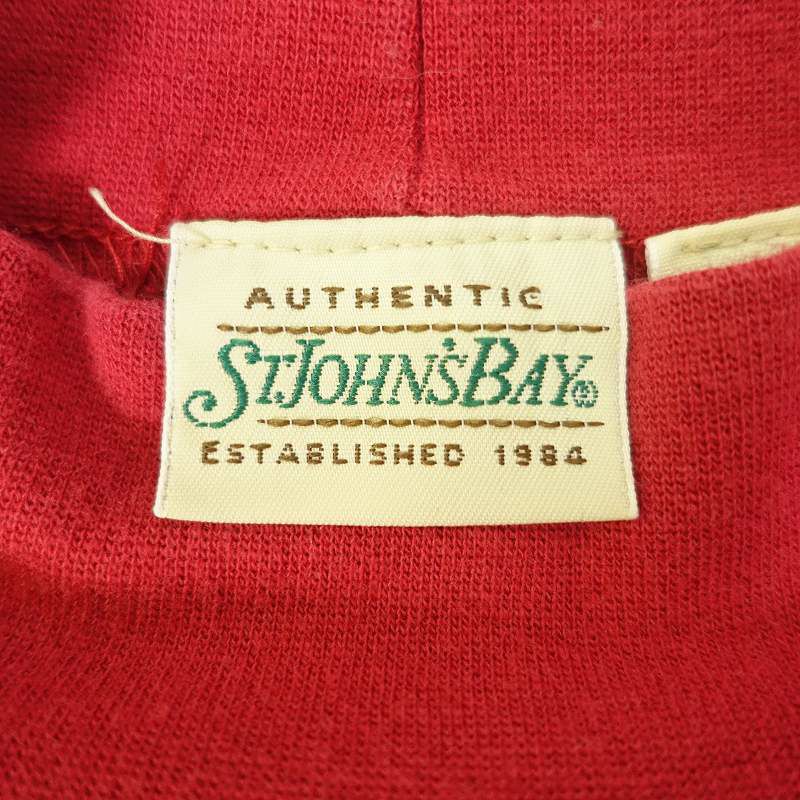 AUTHENTIC
ST. JOHN'S BAY®
ESTABLISHED 1984